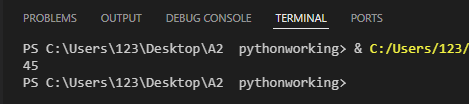 PROBLEMS OUTPUT DEBUG CONSOLE TERMINAL PORTS
PS C:\Users\123\Desktop\A2  pythonworking> & C:/Users/123/
45
PS C:\Users\123\Desktop\A2  pythonworking>